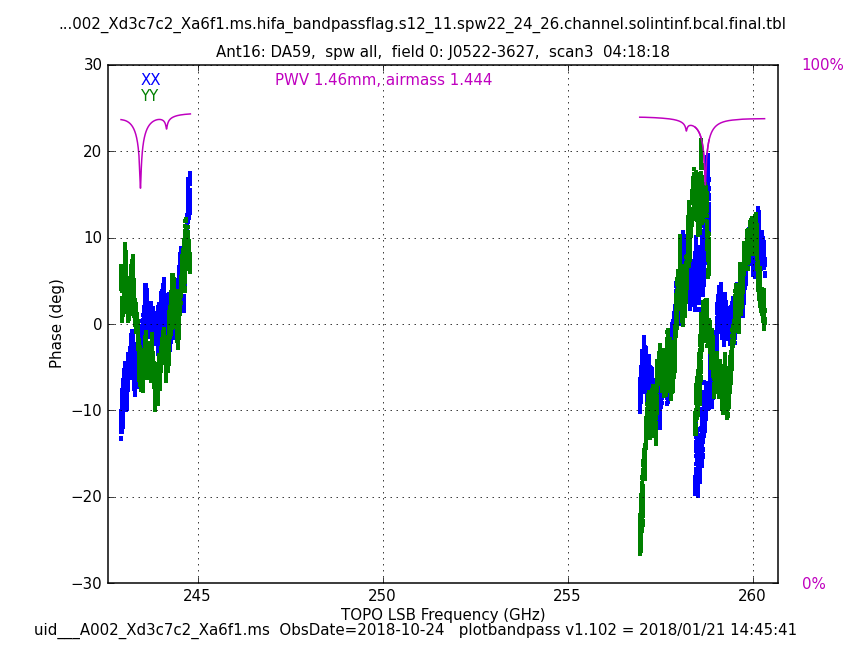 ...002_Xd3c7c2_Xa6f1.ms.hifa_bandpassflag.s12_11.spw22_24_26.channel.solintinf.bcal.final.tbl
Ant16: DA59,  spw all,  field 0: J0522-3627,  scan3  04:18:18
30
XX
PWV 1.46mm, airmass 1.444
100%
YY
20
10
0
−10
−20
−30
Phase (deg)
0%
245
250
255
260
TOPO LSB Frequency (GHz)
uid___A002_Xd3c7c2_Xa6f1.ms  ObsDate=2018-10-24   plotbandpass v1.102 = 2018/01/21 14:45:41